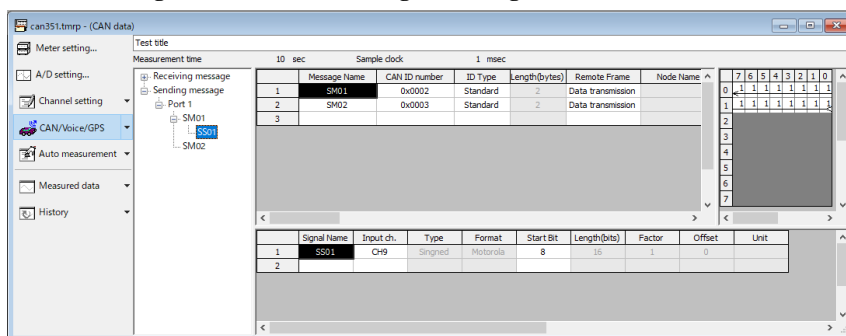 can351.tmrp - (CAN data)
Meter setting...
A/D setting...
Channel setting
CAN/Voice/GPS
Auto measurement
Measured data
History
Test title
Measurement time 10 sec Sample clock 1 msec
Receiving message
Sending message
Port 1
SM01
SS01
SM02
Message Name CAN ID number ID Type Length(bytes) Remote Frame Node Name
1 SM01 0x0002 Standard 2 Data transmission
2 SM02 0x0003 Standard 2 Data transmission
3
7 6 5 4 3 2 1 0
0 1 1 1 1 1 1 1 1
1 1 1 1 1 1 1 1 1
2
3
4
5
6
7
Signal Name Input ch. Type Format Start Bit Length(bits) Factor Offset Unit
1 SS01 CH9 Singned Motorola 8 16 1 0
2